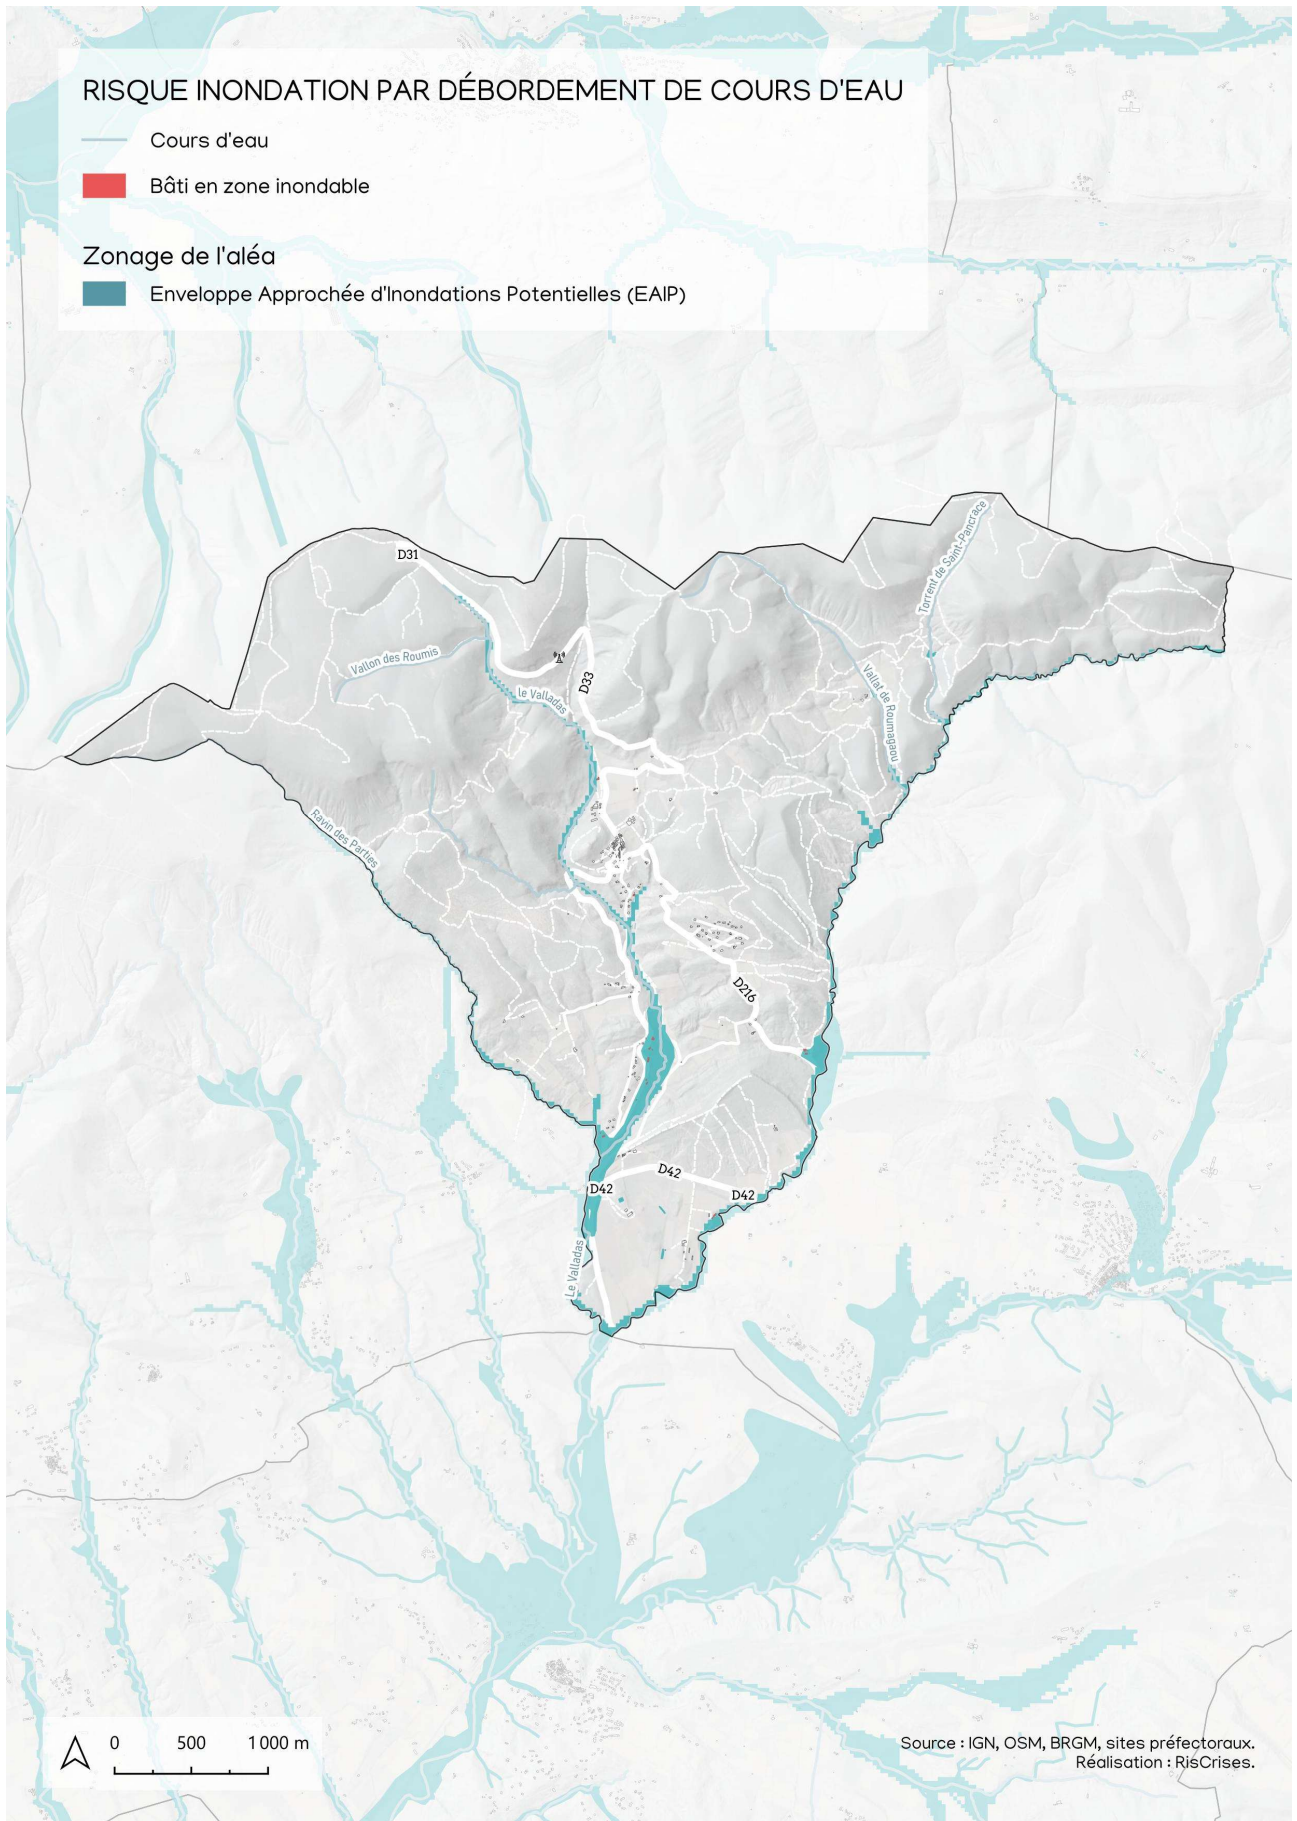 RISQUE INONDATION PAR DÉBORDEMENT DE COURS D'EAU
Cours d'eau
Bâti en zone inondable
Zonage de l'aléa
Enveloppe Approchée d'Inondations Potentielles (EAIP)
Torrent de Saint-Pancrace
D31
Vallon des Roumis
D33
le Valladas
Vallat de Roumagaou
Ravin des Parties
D216
D42
D42
D42
Le Valladas
0 500 1 000 m
Source : IGN, OSM, BRGM, sites préfectoraux.
Réalisation : RisCrises.